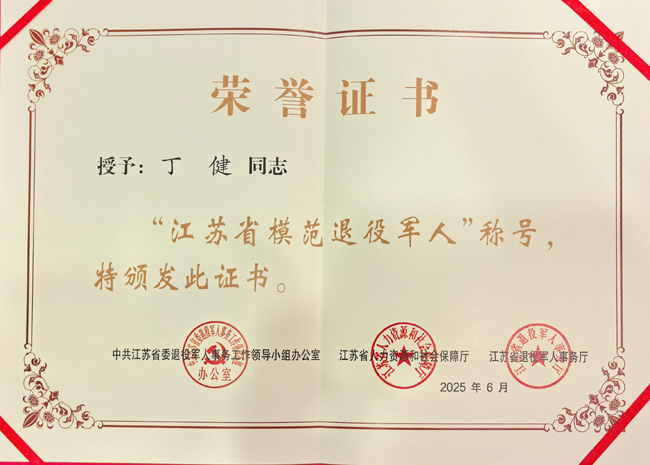 荣誉证书
授予：丁 健 同志
“江苏省模范退役军人”称号，
特颁发此证书。
中共江苏省委退役军人事务工作领导小组办公室 江苏省人力资源和社会保障厅 江苏省退役军人事务厅
办公室
2025 年 6 月